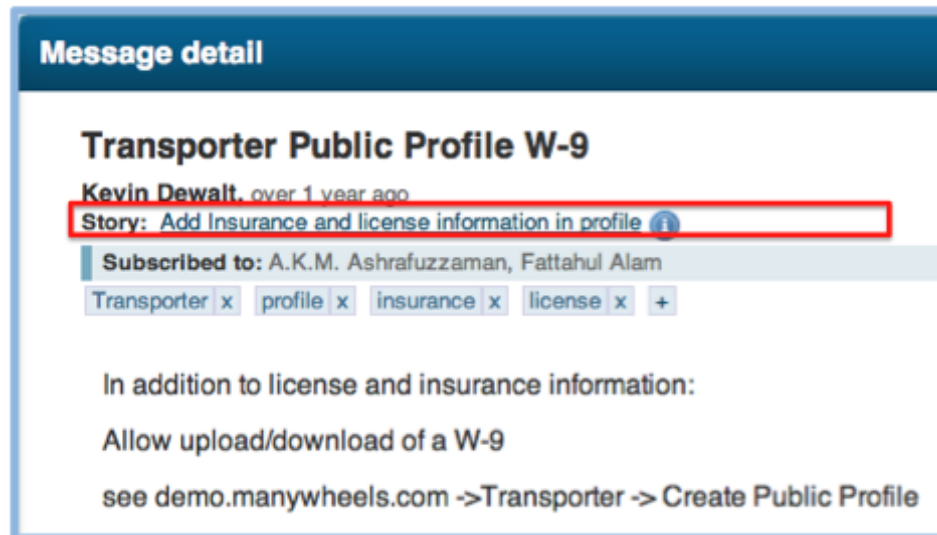 Message detail
Transporter Public Profile W-9
Kevin Dewalt, over 1 year ago
Story: Add Insurance and license information in profile i
Subscribed to: A.K.M. Ashrafuzzaman, Fattahul Alam
Transporter x profile x insurance x license x +
In addition to license and insurance information:
Allow upload/download of a W-9
see demo.manywheels.com ->Transporter -> Create Public Profile